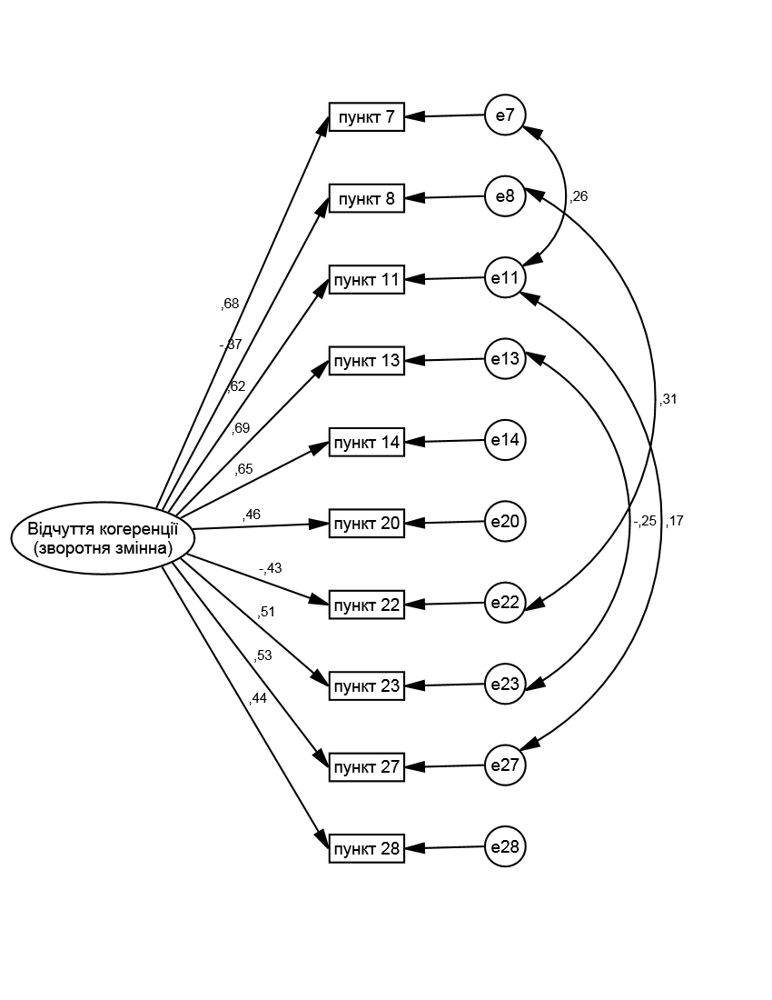 пункт 7
e7
пункт 8
e8
,26
пункт 11
e11
,68
-,37
пункт 13
e13
,62
,31
,69
пункт 14
e14
,65
,46
пункт 20
e20
-,25
,17
Відчуття когеренції
(зворотня змінна)
-,43
пункт 22
e22
,51
,53
пункт 23
e23
,44
пункт 27
e27
пункт 28
e28